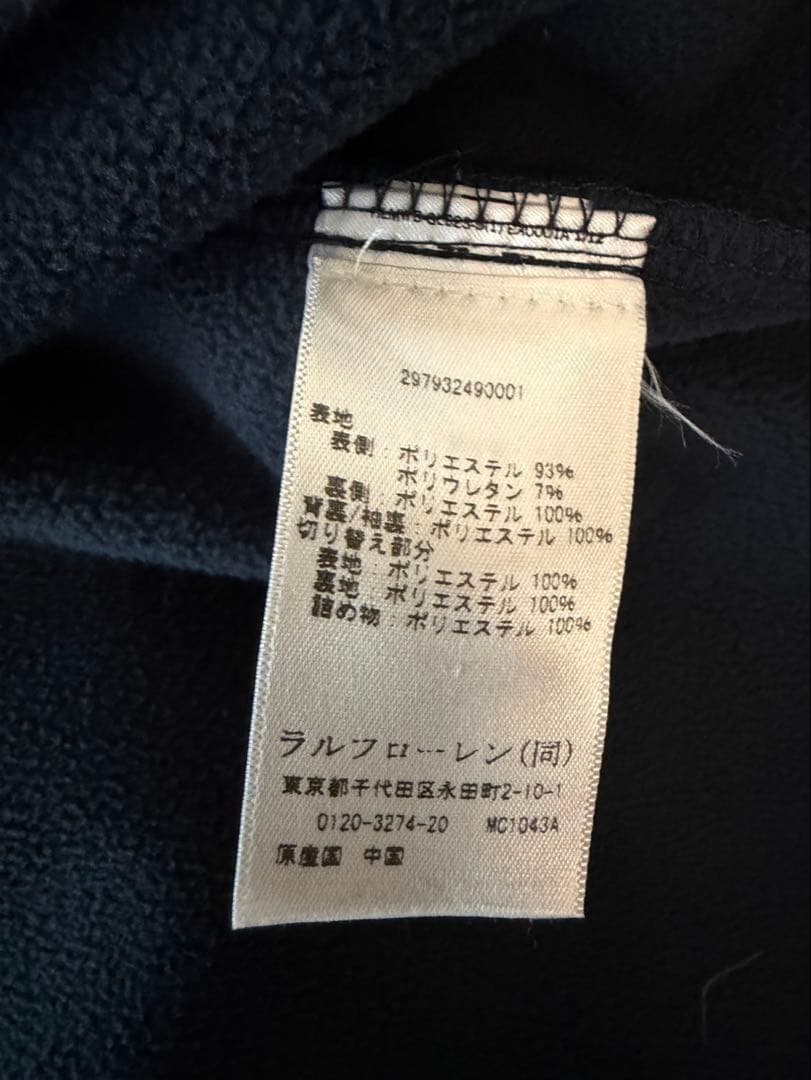 297932490001
表地
表側:ポリエステル 93%
ポリウレタン 7%
裏側:ポリエステル 100%
背裏/袖裏:ポリエステル 100%
切り替え部分
表地:ポリエステル 100%
裏地:ポリエステル 100%
詰め物:ポリエステル 100%
ラルフローレン(同)
東京都千代田区永田町2-10-1
0120-3274-20 MC1043A
原産国 中国